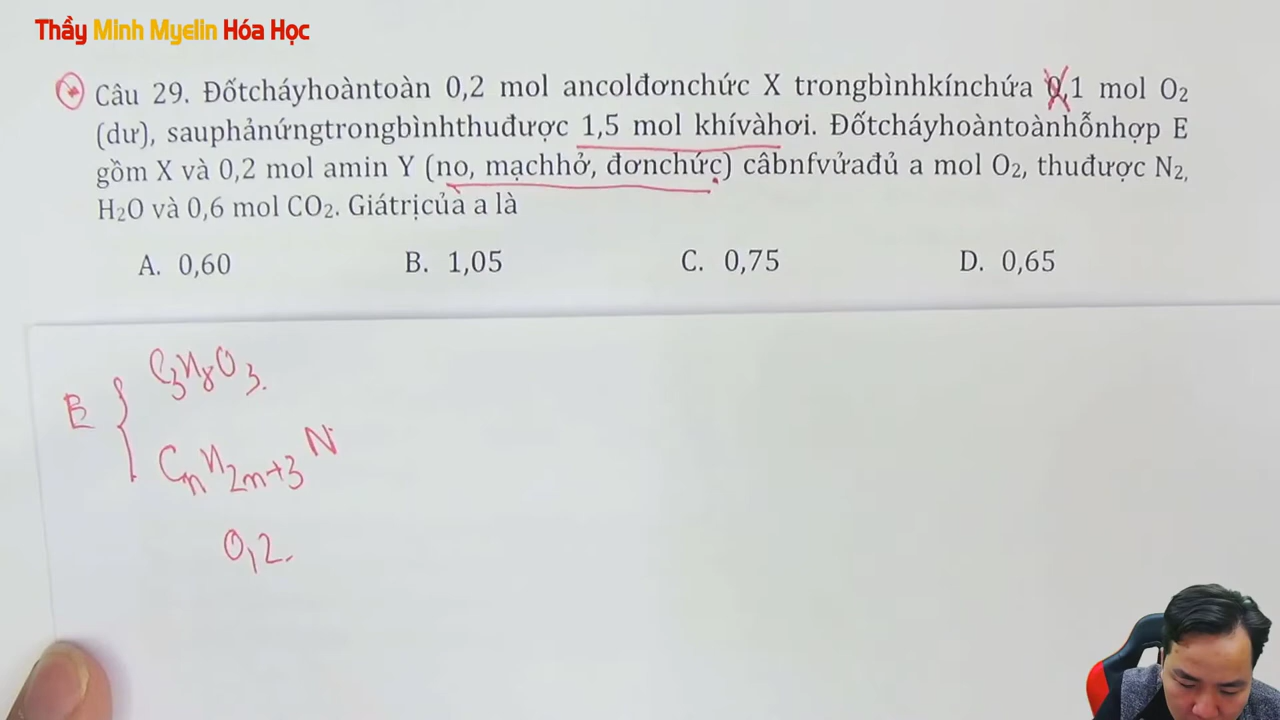 Thầy Minh Myelin Hóa Học
Câu 29. Đốtcháyhoàntoàn 0,2 mol ancolđơnchức X trongbìnhkínchứa 0,1 mol O₂
(dư), sauphảnứngtrongbìnhthuđược 1,5 mol khívàhơi. Đốtcháyhoàntoànhỗnhợp E
gồm X và 0,2 mol amin Y (no, mạchhở, đơnchức) câbnfvửađủ a mol O₂, thuđược N₂,
H₂O và 0,6 mol CO₂. Giátrịcủa a là
A. 0,60 B. 1,05 C. 0,75 D. 0,65
C₃H₈O₃.
E {
CₙH₂ₙ₊₃N
0,2.